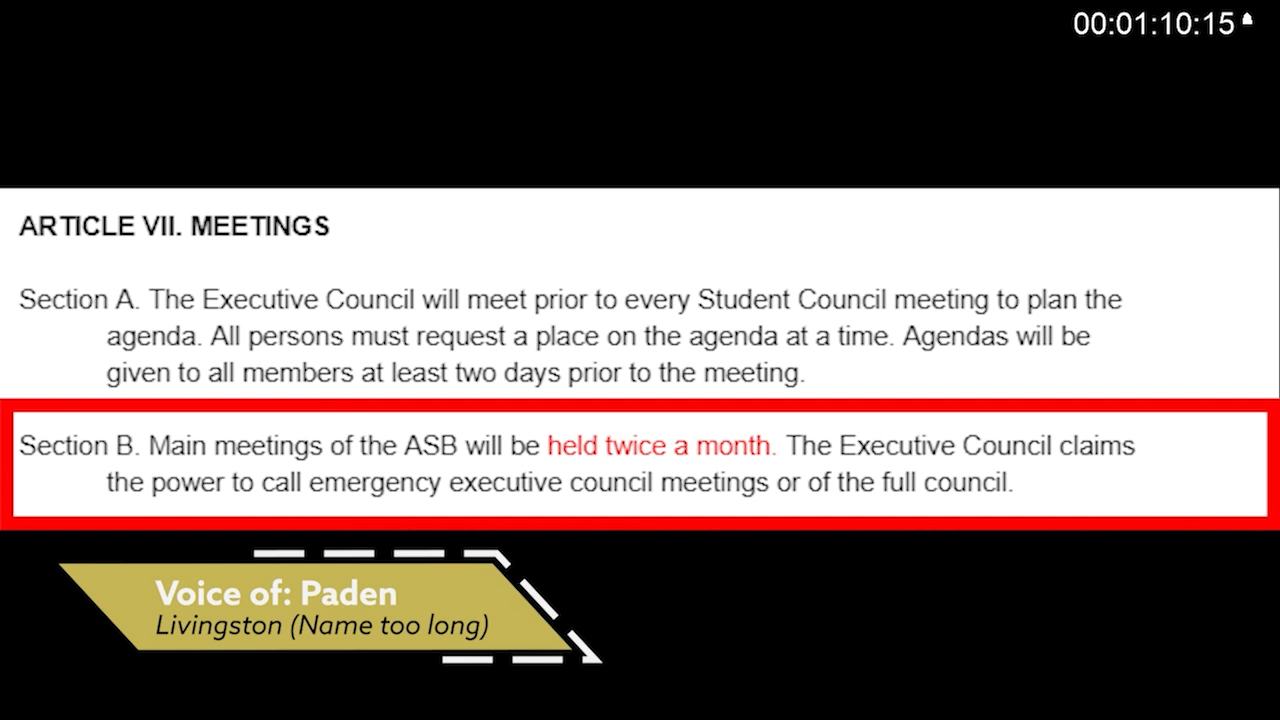 00:01:10:15
ARTICLE VII. MEETINGS
Section A. The Executive Council will meet prior to every Student Council meeting to plan the
agenda. All persons must request a place on the agenda at a time. Agendas will be
given to all members at least two days prior to the meeting.
Section B. Main meetings of the ASB will be held twice a month. The Executive Council claims
the power to call emergency executive council meetings or of the full council.
Voice of: Paden
Livingston (Name too long)